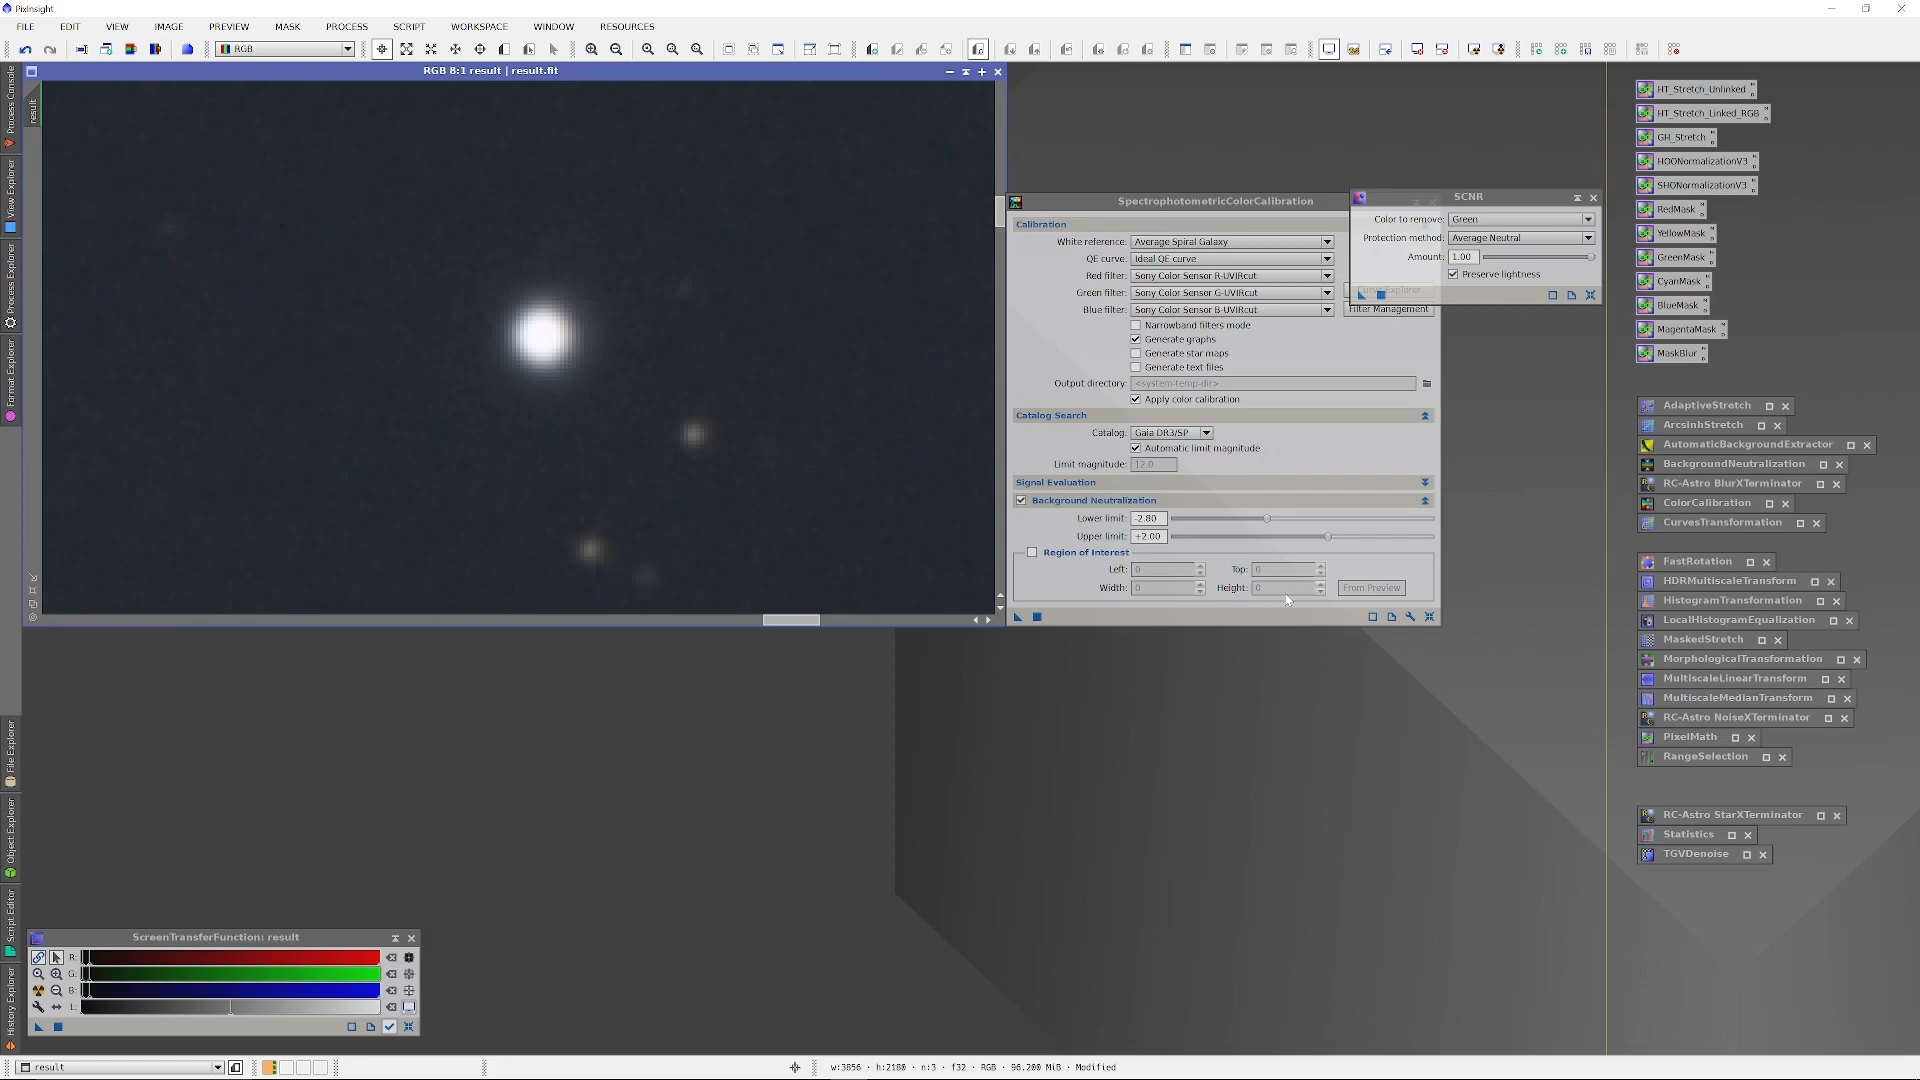 PixInsight
FILE EDIT VIEW IMAGE PREVIEW MASK PROCESS SCRIPT WORKSPACE WINDOW RESOURCES
RGB
RGB 8:1 result | result.fit
result
Process Console
View Explorer
Process Explorer
Format Explorer
File Explorer
Object Explorer
Script Editor
History Explorer
SpectrophotometricColorCalibration
Calibration
White reference: Average Spiral Galaxy
QE curve: Ideal QE curve
Red filter: Sony Color Sensor R-UVIRcut
Green filter: Sony Color Sensor G-UVIRcut
Curve Explorer
Blue filter: Sony Color Sensor B-UVIRcut
Filter Management
Narrowband filters mode
Generate graphs
Generate star maps
Generate text files
Output directory: <system-temp-dir>
Apply color calibration
Catalog Search
Catalog: Gaia DR3/SP
Automatic limit magnitude
Limit magnitude: 12.0
Signal Evaluation
Background Neutralization
Lower limit: -2.80
Upper limit: +2.00
Region of Interest
Left: 0 Top: 0
Width: 0 Height: 0 From Preview
SCNR
Color to remove: Green
Protection method: Average Neutral
Amount: 1.00
Preserve lightness
HT_Stretch_Unlinked
HT_Stretch_Linked_RGB
GH_Stretch
HOONormalizationV3
SHONormalizationV3
RedMask
YellowMask
GreenMask
CyanMask
BlueMask
MagentaMask
MaskBlur
AdaptiveStretch
ArcsinhStretch
AutomaticBackgroundExtractor
BackgroundNeutralization
RC-Astro BlurXTerminator
ColorCalibration
CurvesTransformation
FastRotation
HDRMultiscaleTransform
HistogramTransformation
LocalHistogramEqualization
MaskedStretch
MorphologicalTransformation
MultiscaleLinearTransform
MultiscaleMedianTransform
RC-Astro NoiseXTerminator
PixelMath
RangeSelection
RC-Astro StarXTerminator
Statistics
TGVDenoise
ScreenTransferFunction: result
R:
G:
B:
L:
result
w:3856 · h:2180 · n:3 · f32 · RGB · 96.200 MiB · Modified